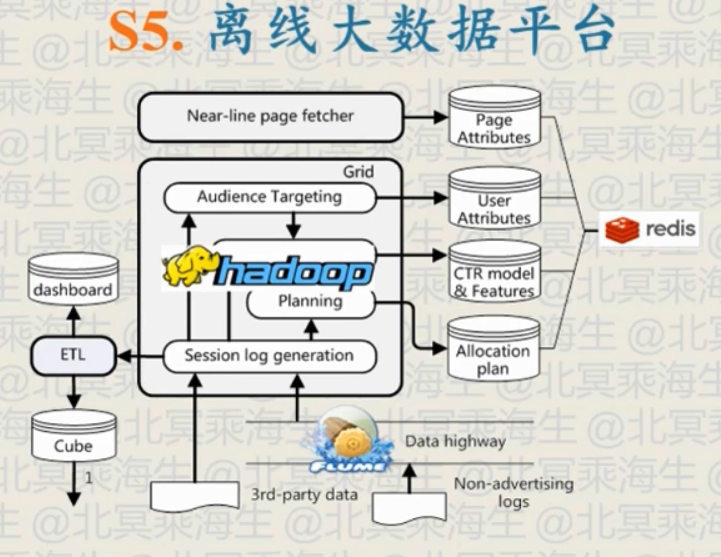 S5. 离线大数据平台
Near-line page fetcher
Page
Attributes
Grid
Audience Targeting
User
Attributes
redis
hadoop
CTR model
& Features
dashboard
Planning
ETL
Session log generation
Allocation
plan
Cube
Data highway
FLUME
1
3rd-party data
Non-advertising
logs
@北冥乘海生